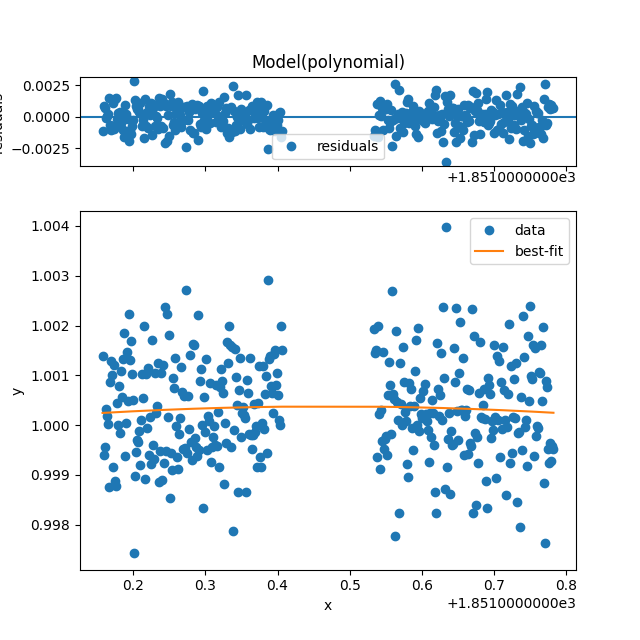 Model(polynomial)
0.0025
0.0000
−0.0025
residuals
+1.8510000000e3
1.004
1.003
1.002
1.001
1.000
0.999
0.998
y
data
best-fit
0.2 0.3 0.4 0.5 0.6 0.7 0.8
x
+1.8510000000e3